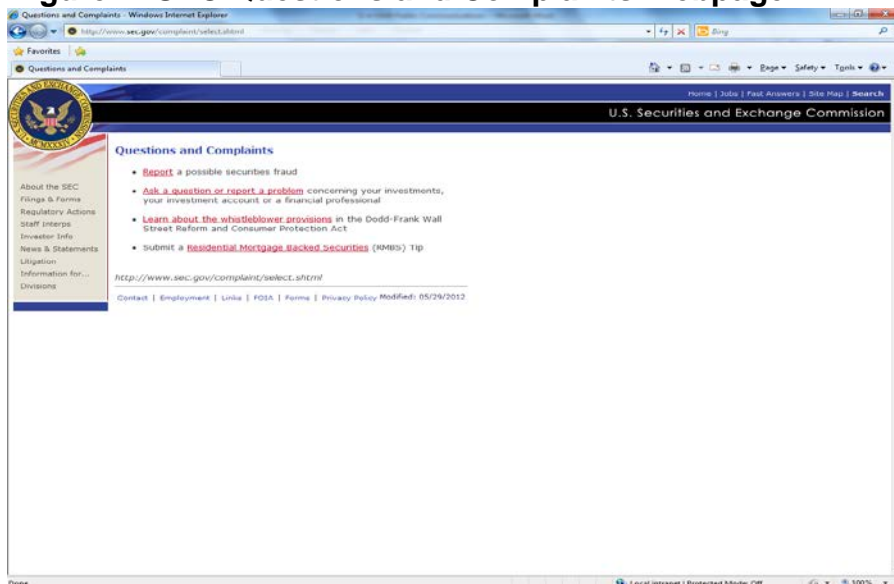 Questions and Complaints Webpage
Questions and Complaints - Windows Internet Explorer
http://www.sec.gov/complaint/select.shtml
Bing
Favorites
Questions and Complaints
Page Safety Tools
Home | Jobs | Fast Answers | Site Map | Search
U.S. Securities and Exchange Commission
Questions and Complaints
• Report a possible securities fraud
• Ask a question or report a problem concerning your investments,
your investment account or a financial professional
• Learn about the whistleblower provisions in the Dodd-Frank Wall
Street Reform and Consumer Protection Act
• Submit a Residential Mortgage Backed Securities (RMBS) Tip
http://www.sec.gov/complaint/select.shtml
Contact | Employment | Links | FOIA | Forms | Privacy Policy Modified: 05/29/2012
About the SEC
Filings & Forms
Regulatory Actions
Staff Interps
Investor Info
News & Statements
Litigation
Information for...
Divisions
Done
Local intranet | Protected Mode: Off
100%